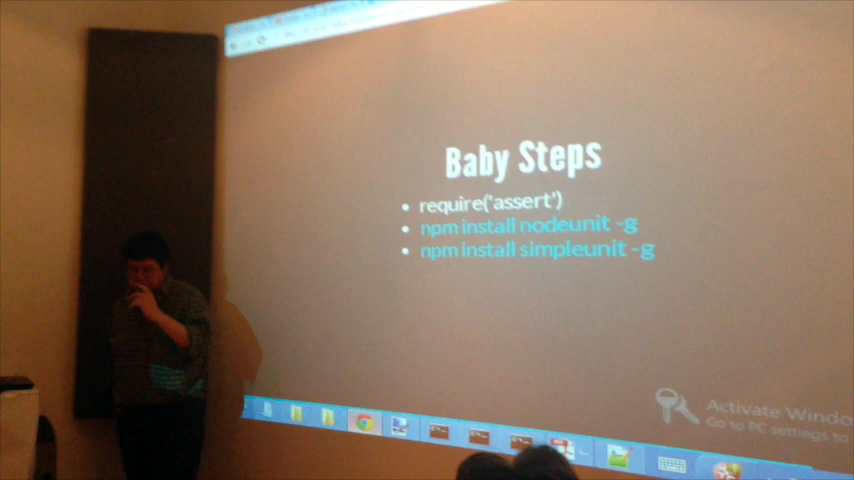 Baby Steps
require('assert')
npm install nodeunit -g
npm install simpleunit -g
Activate Windo
Go to PC settings to